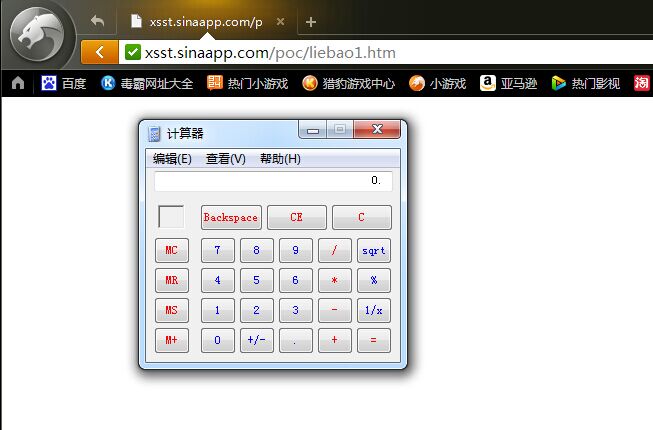 xsst.sinaapp.com/p
xsst.sinaapp.com/poc/liebao1.htm
百度 毒霸网址大全 热门小游戏 猎豹游戏中心 小游戏 亚马逊 热门影视 淘
计算器
编辑(E) 查看(V) 帮助(H)
0.
Backspace CE C
MC 7 8 9 / sqrt
MR 4 5 6 * %
MS 1 2 3 - 1/x
M+ 0 +/- . + =